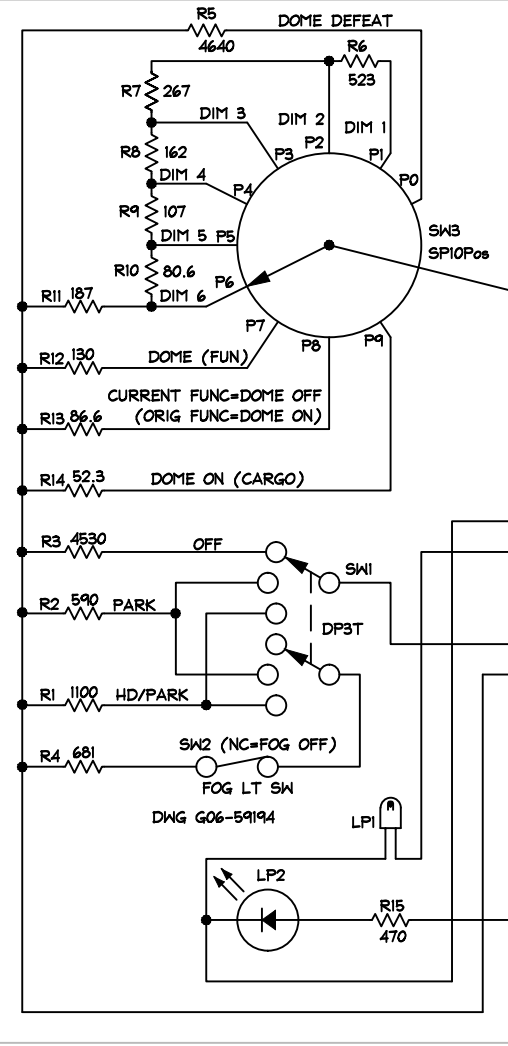 R5
DOME DEFEAT
4640
R6
523
R7 267
DIM 3
DIM 2
DIM 1
P2
P3
P1
R8 162
DIM 4
P4
P0
R9 107
DIM 5 P5
SW3
SP10Pos
R10 80.6
P6
DIM 6
R11 187
P7
P8
P9
R12 130
DOME (FUN)
CURRENT FUNC=DOME OFF
(ORIG FUNC=DOME ON)
R13 86.6
R14 52.3
DOME ON (CARGO)
R3 4530
OFF
SW1
R2 590 PARK
DP3T
R1 1100 HD/PARK
SW2 (NC=FOG OFF)
R4 681
FOG LT SW
DWG G06-59194
LP1
LP2
R15
470